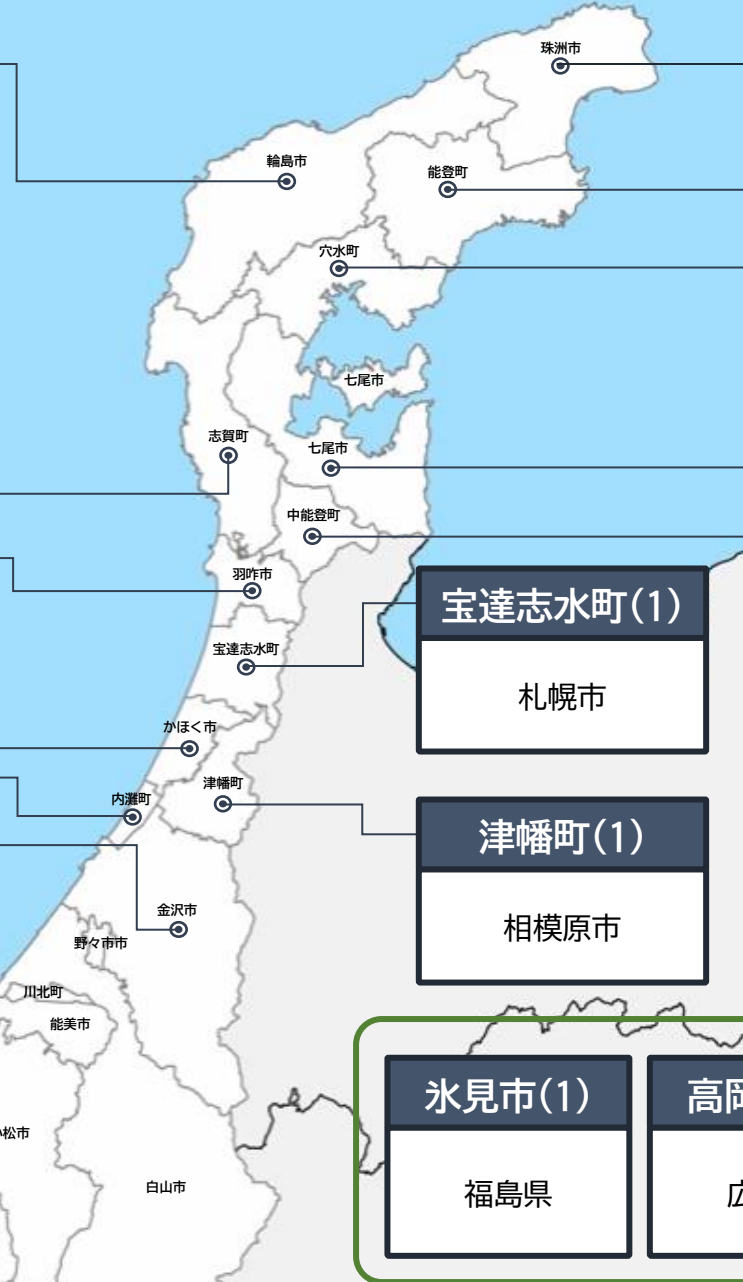 珠洲市
輪島市
能登町
穴水町
七尾市
志賀町
七尾市
中能登町
羽咋市
宝達志水町(1)
札幌市
宝達志水町
かほく市
津幡町
内灘町
津幡町(1)
相模原市
金沢市
野々市市
川北町
能美市
松市
白山市
氷見市(1)
福島県
高岡
広